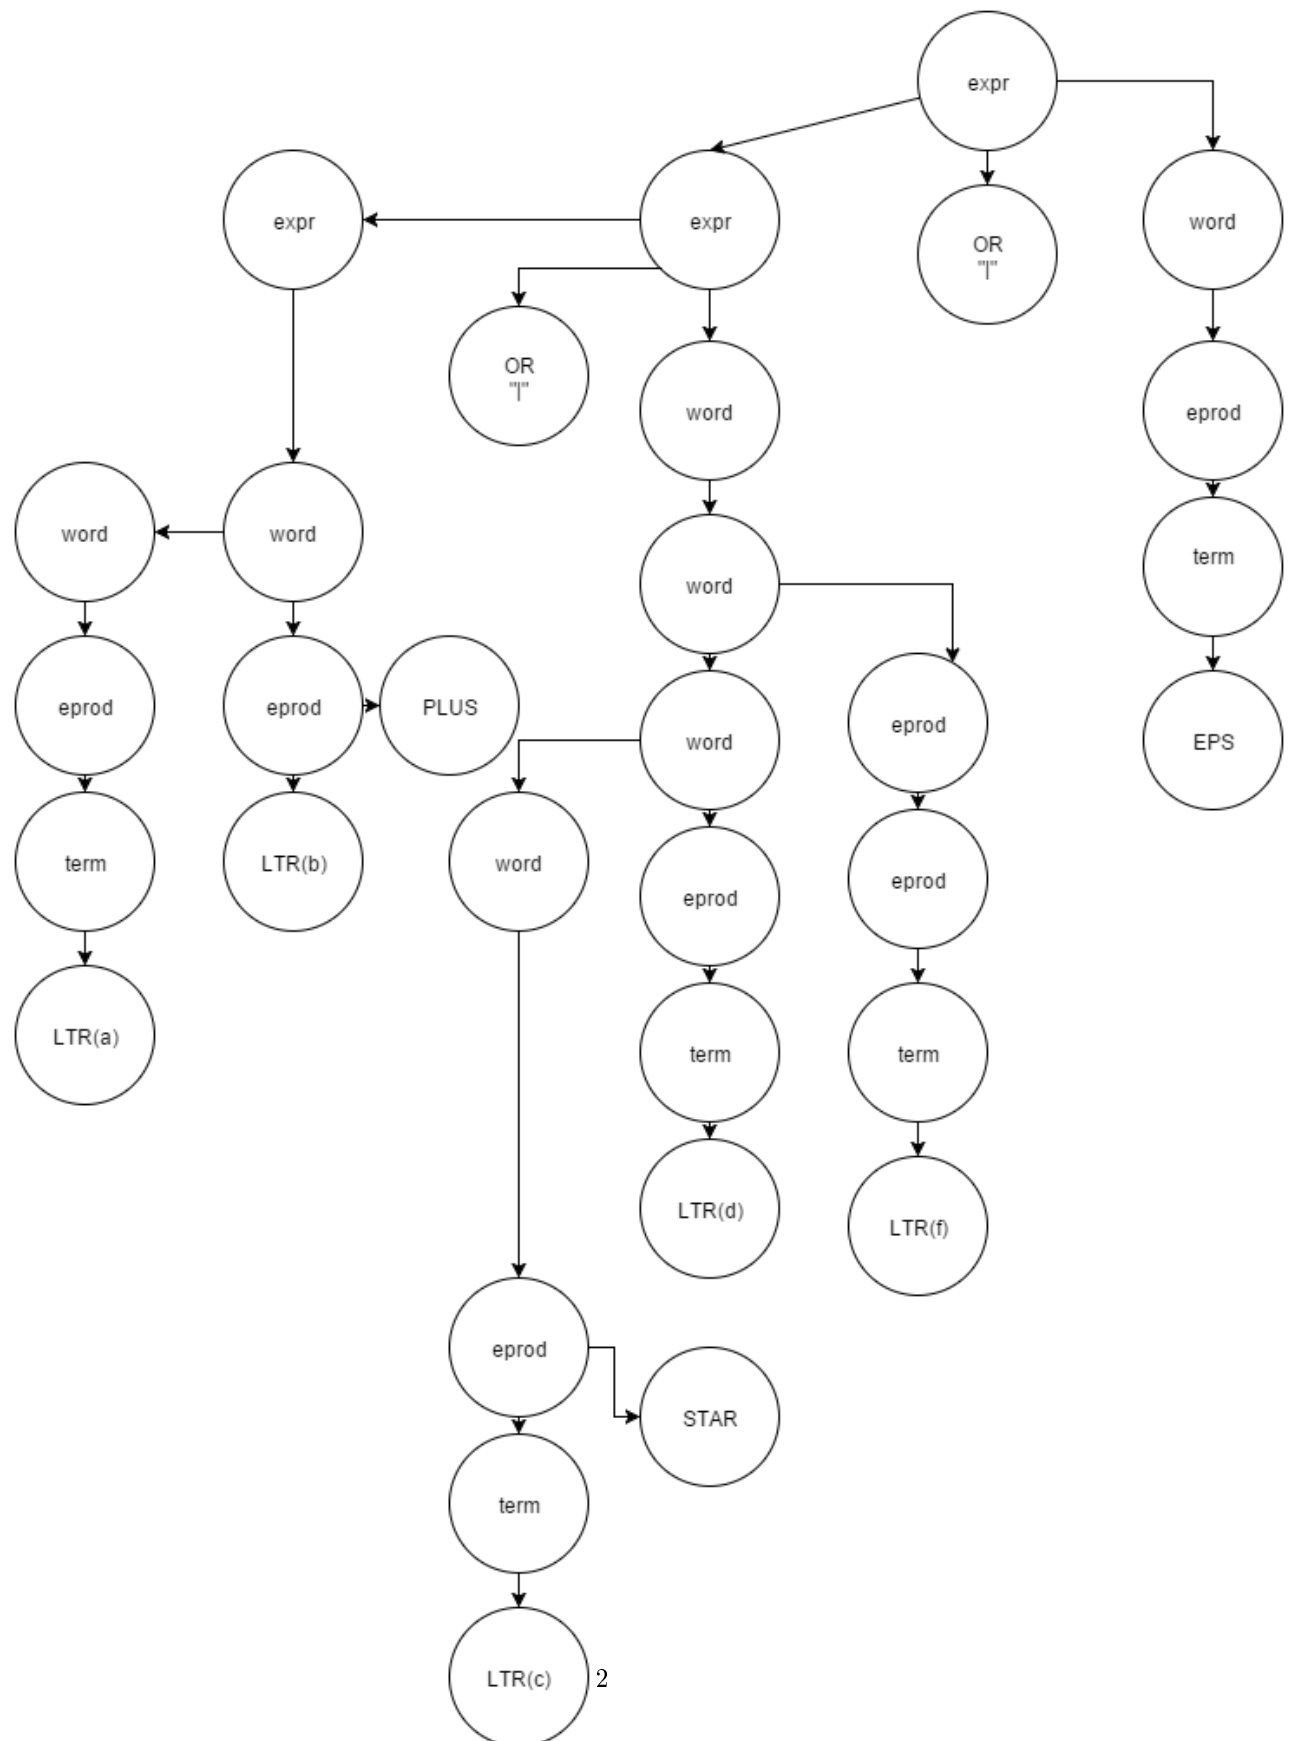 expr
expr
expr
word
OR
"|"
OR
"|"
word
eprod
word
word
word
term
eprod
eprod
PLUS
word
eprod
EPS
term
LTR(b)
word
eprod
eprod
LTR(a)
term
term
LTR(d)
LTR(f)
eprod
STAR
term
LTR(c)
2